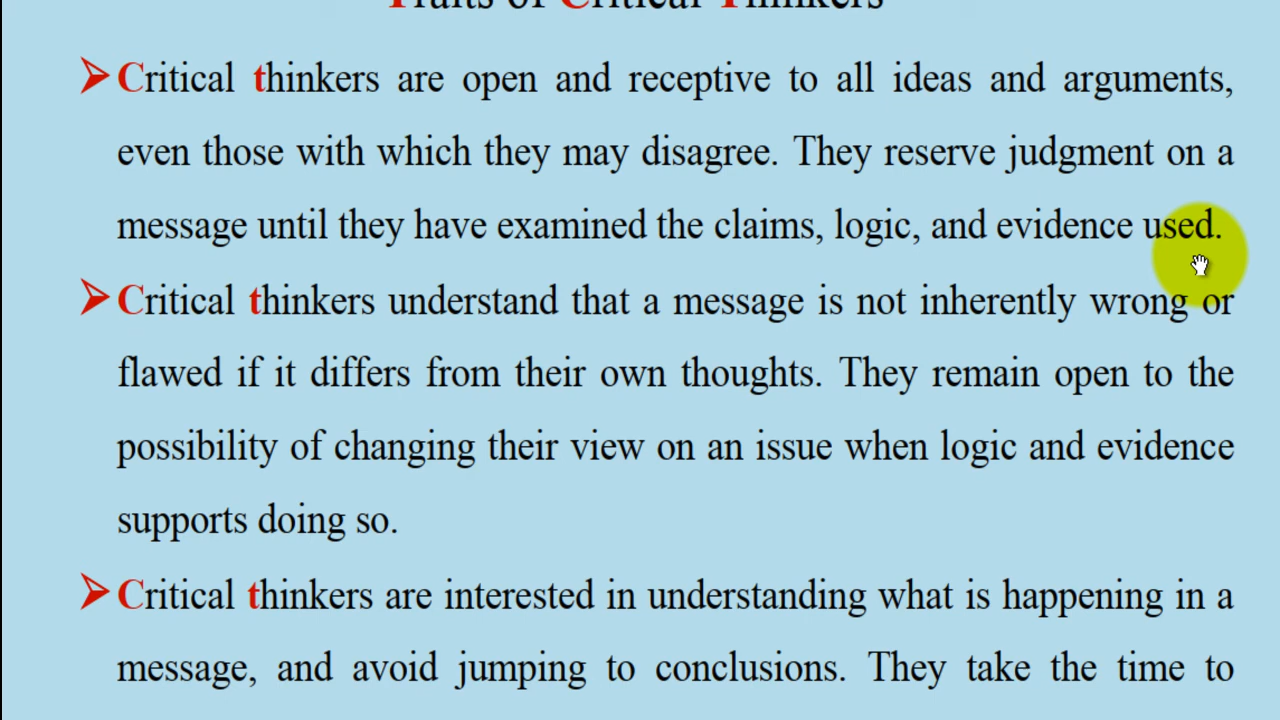 Traits of Critical Thinkers
Critical thinkers are open and receptive to all ideas and arguments,
even those with which they may disagree. They reserve judgment on a
message until they have examined the claims, logic, and evidence used.
Critical thinkers understand that a message is not inherently wrong or
flawed if it differs from their own thoughts. They remain open to the
possibility of changing their view on an issue when logic and evidence
supports doing so.
Critical thinkers are interested in understanding what is happening in a
message, and avoid jumping to conclusions. They take the time to